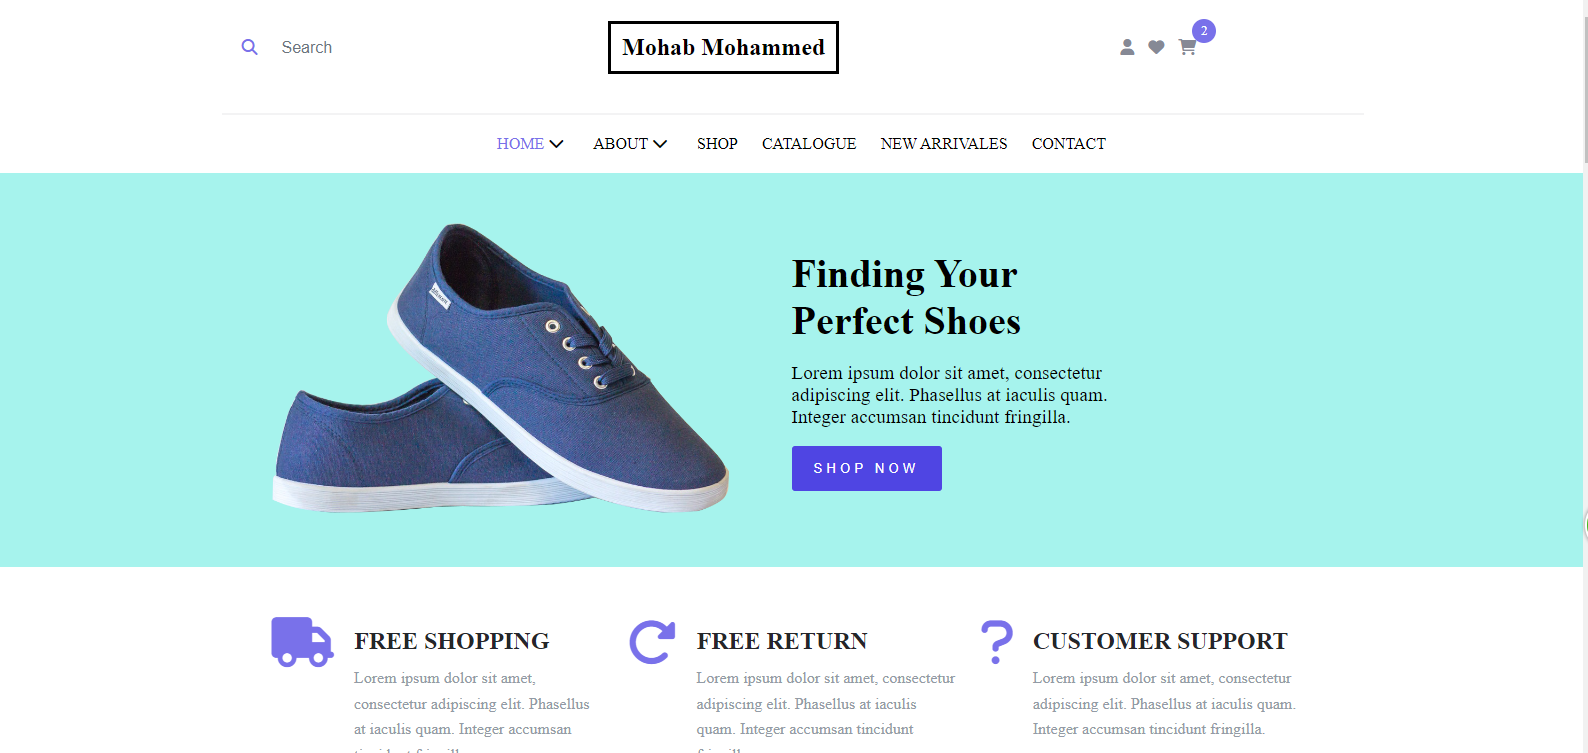 Search
Mohab Mohammed
2
HOME ABOUT SHOP CATALOGUE NEW ARRIVALES CONTACT
Finding Your
Perfect Shoes
Lorem ipsum dolor sit amet, consectetur
adipiscing elit. Phasellus at iaculis quam.
Integer accumsan tincidunt fringilla.
SHOP NOW
FREE SHOPPING
Lorem ipsum dolor sit amet,
consectetur adipiscing elit. Phasellus
at iaculis quam. Integer accumsan
FREE RETURN
Lorem ipsum dolor sit amet, consectetur
adipiscing elit. Phasellus at iaculis
quam. Integer accumsan tincidunt
CUSTOMER SUPPORT
Lorem ipsum dolor sit amet, consectetur
adipiscing elit. Phasellus at iaculis quam.
Integer accumsan tincidunt fringilla.